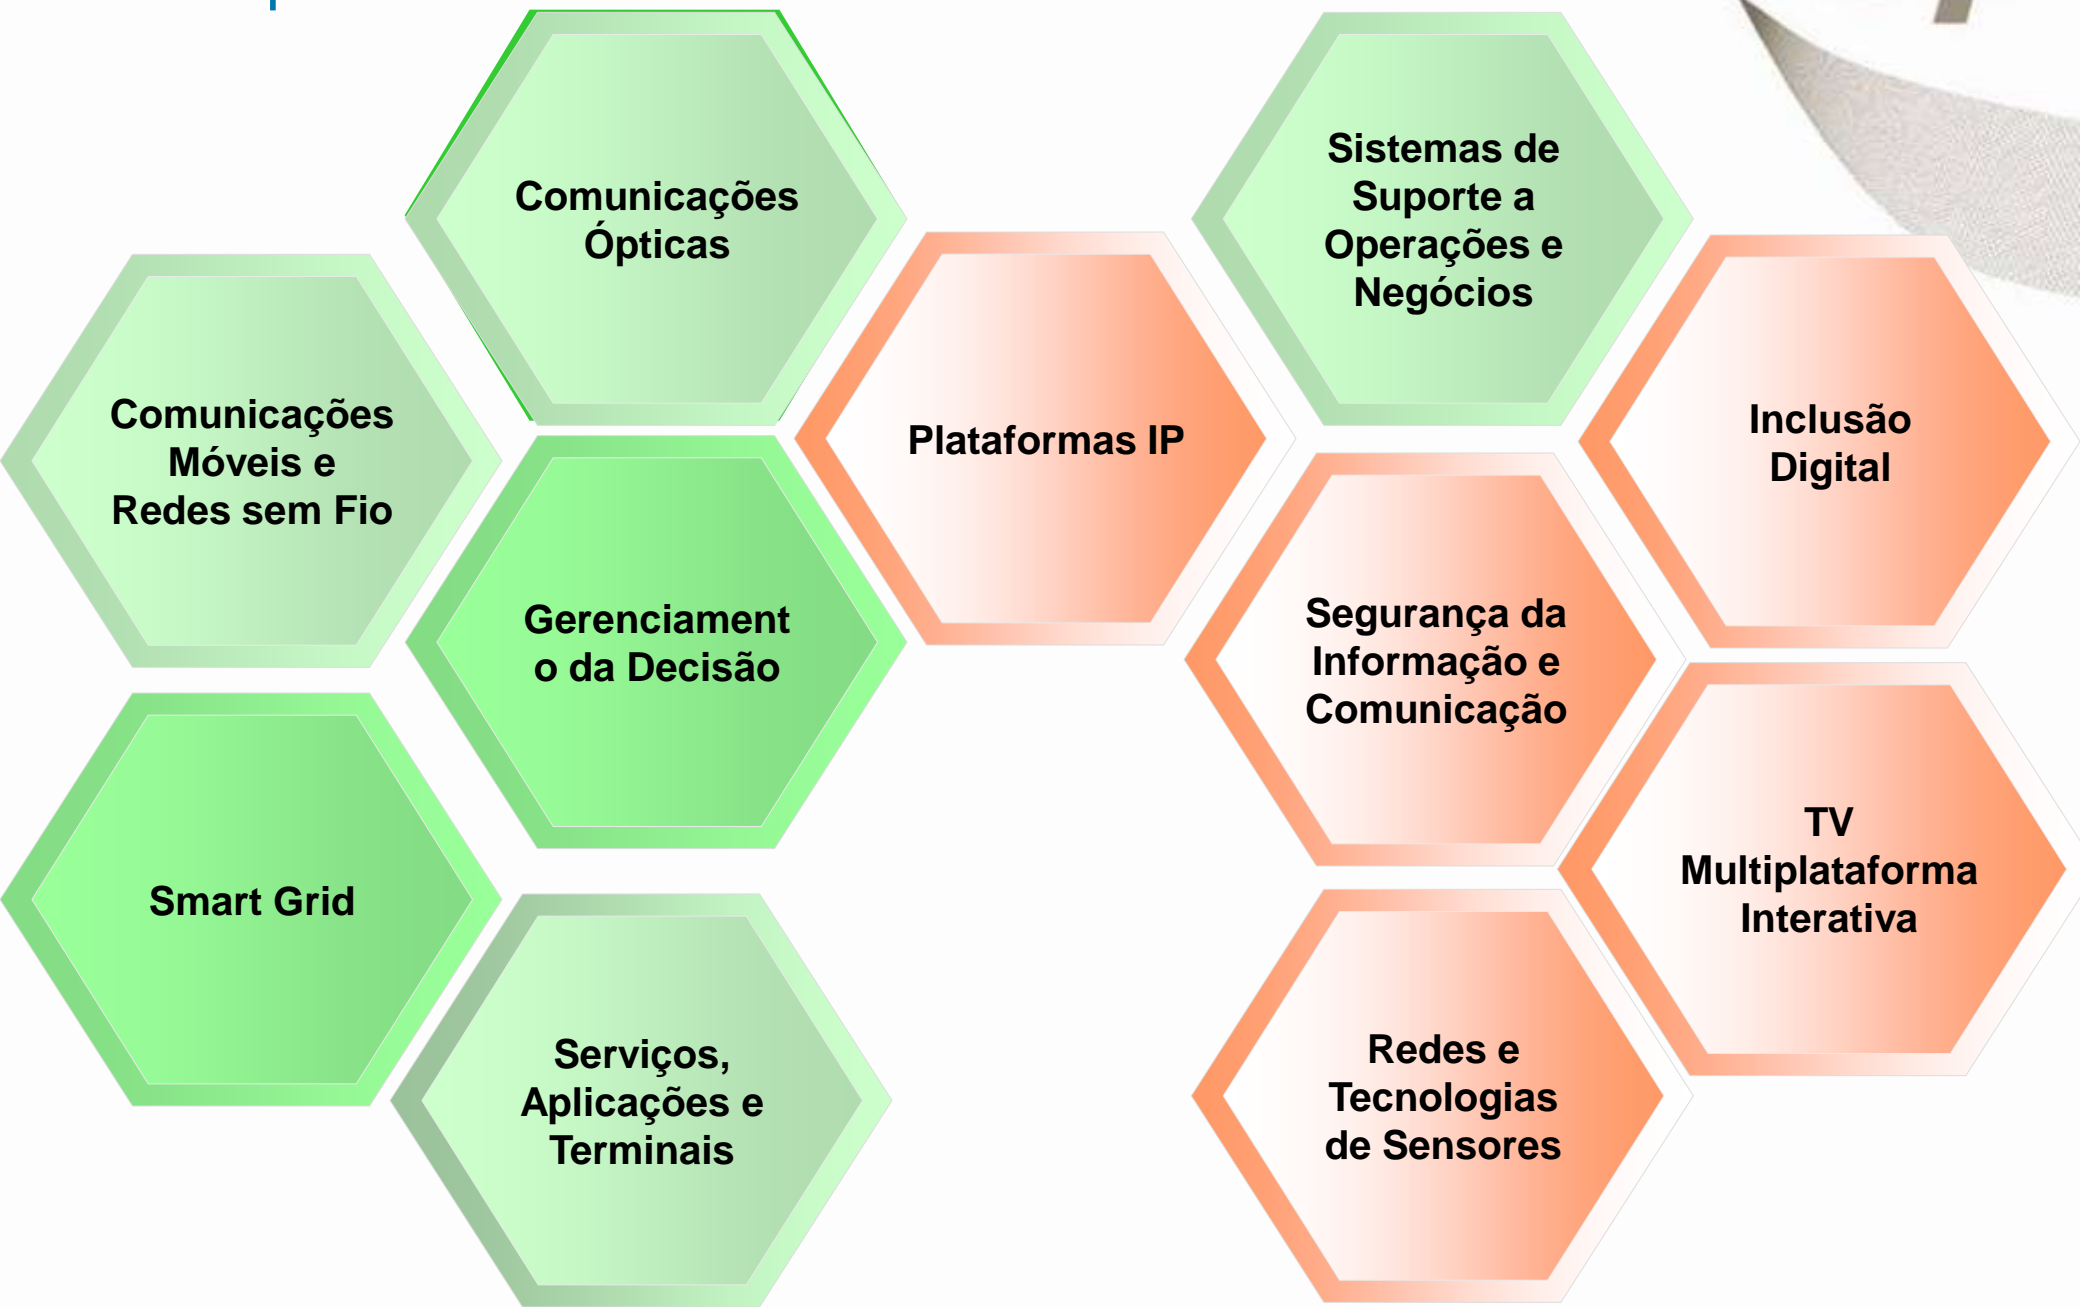 Comunicações
Ópticas
Sistemas de
Suporte a
Operações e
Negócios
Comunicações
Móveis e
Redes sem Fio
Plataformas IP
Inclusão
Digital
Gerenciament
o da Decisão
Segurança da
Informação e
Comunicação
Smart Grid
TV
Multiplataforma
Interativa
Serviços,
Aplicações e
Terminais
Redes e
Tecnologias
de Sensores